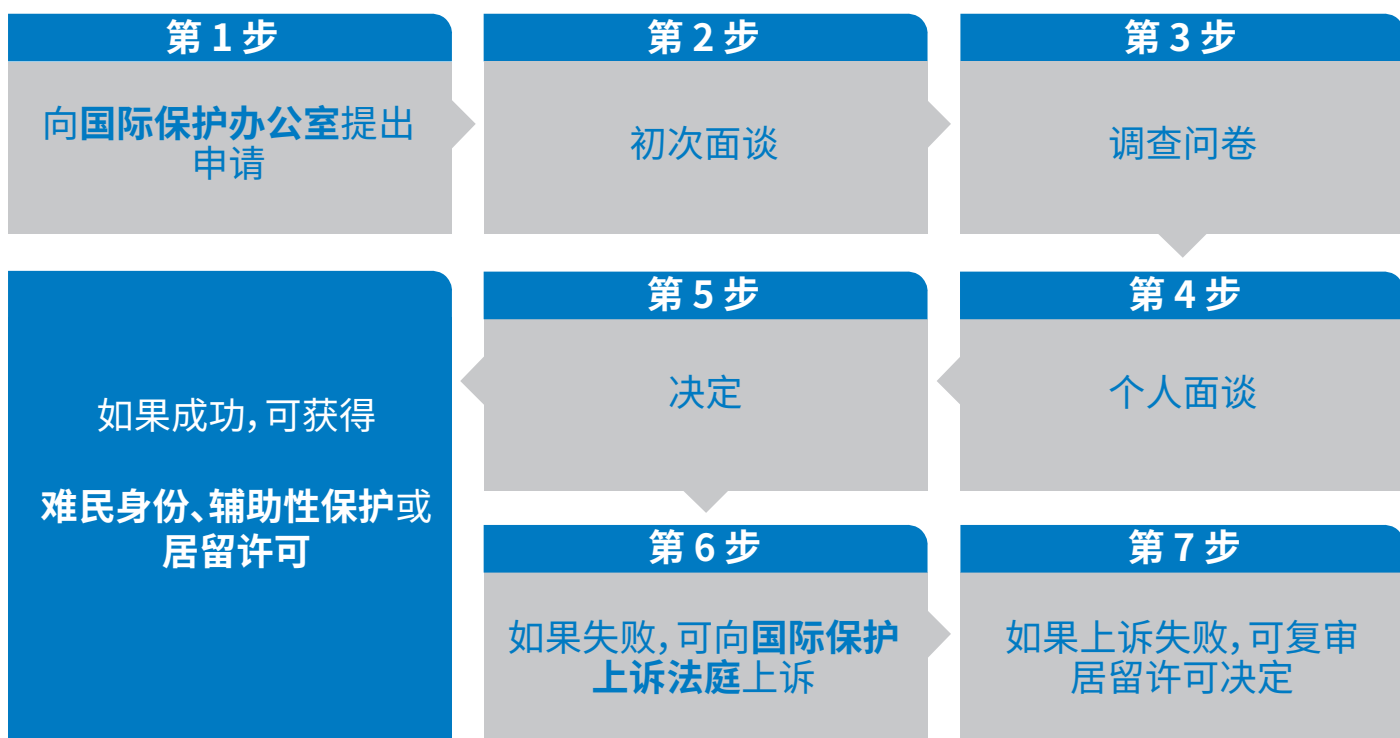 第 1 步
向国际保护办公室提出
申请
第 2 步
初次面谈
第 3 步
调查问卷
第 4 步
个人面谈
第 5 步
决定
如果成功，可获得
难民身份、辅助性保护或
居留许可
第 6 步
如果失败，可向国际保护
上诉法庭上诉
第 7 步
如果上诉失败，可复审
居留许可决定